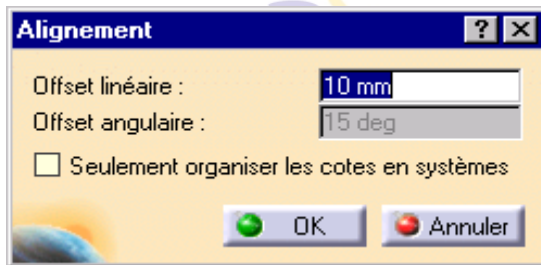 Alignement ? ×
Offset linéaire : 10 mm
Offset angulaire : 15 deg
Seulement organiser les cotes en systèmes
OK Annuler